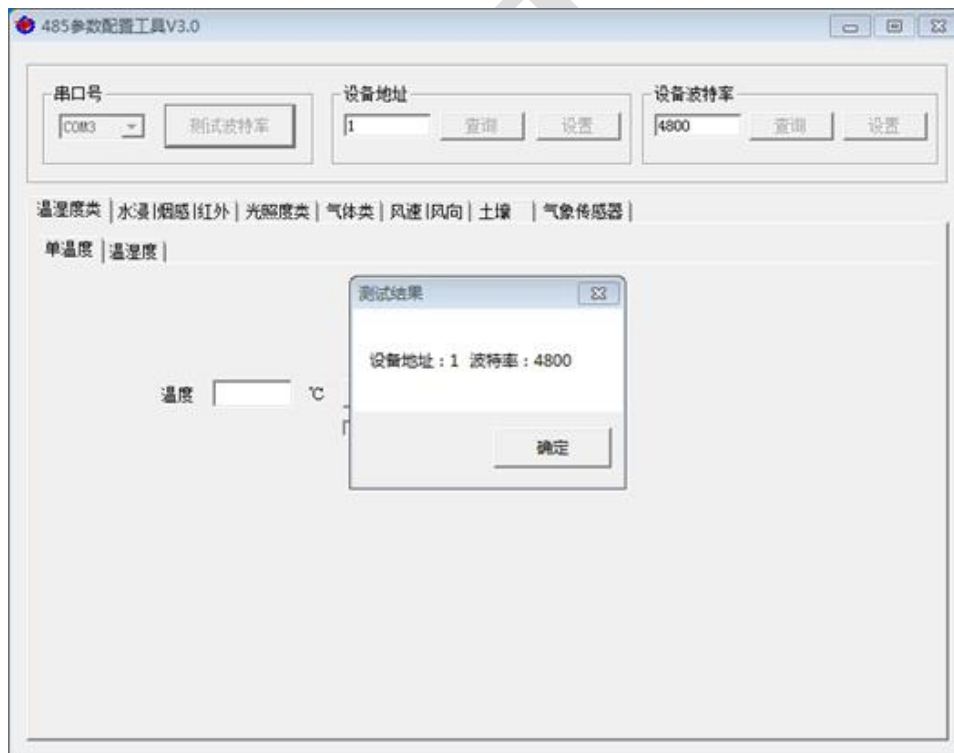 485参数配置工具V3.0
串口号 设备地址 设备波特率
COM3 测试波特率 1 查询 设置 4800 查询 设置
温湿度类 水浸|烟感|红外 光照度类 气体类 风速|风向 土壤 气象传感器
单温度 温湿度
测试结果
设备地址：1 波特率：4800
温度 ℃
确定